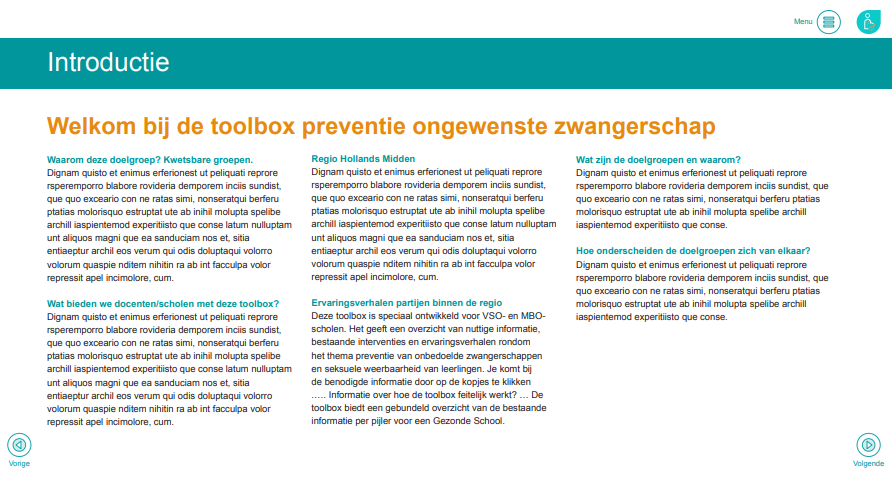 Menu
Introductie
Welkom bij de toolbox preventie ongewenste zwangerschap
Waarom deze doelgroep? Kwetsbare groepen.
Dignam quisto et enimus erferionest ut peliquati reprore
rsperemporro blabore rovideria demporem inciis sundist,
que quo exceario con ne ratas simi, nonseratqui berferu
ptatias molorisquo estruptat ute ab inihil molupta spelibe
archill iaspientemod experitiisto que conse latum nulluptam
unt aliquos magni que ea sanduciam nos et, sitia
entiaeptur archil eos verum qui odis doluptaqui volorro
volorum quaspie nditem nihitin ra ab int facculpa volor
repressit apel incimolore, cum.
Wat bieden we docenten/scholen met deze toolbox?
Dignam quisto et enimus erferionest ut peliquati reprore
rsperemporro blabore rovideria demporem inciis sundist,
que quo exceario con ne ratas simi, nonseratqui berferu
ptatias molorisquo estruptat ute ab inihil molupta spelibe
archill iaspientemod experitiisto que conse latum nulluptam
unt aliquos magni que ea sanduciam nos et, sitia
entiaeptur archil eos verum qui odis doluptaqui volorro
volorum quaspie nditem nihitin ra ab int facculpa volor
repressit apel incimolore, cum.
Regio Hollands Midden
Dignam quisto et enimus erferionest ut peliquati reprore
rsperemporro blabore rovideria demporem inciis sundist,
que quo exceario con ne ratas simi, nonseratqui berferu
ptatias molorisquo estruptat ute ab inihil molupta spelibe
archill iaspientemod experitiisto que conse latum nulluptam
unt aliquos magni que ea sanduciam nos et, sitia
entiaeptur archil eos verum qui odis doluptaqui volorro
volorum quaspie nditem nihitin ra ab int facculpa volor
repressit apel incimolore, cum.
Ervaringsverhalen partijen binnen de regio
Deze toolbox is speciaal ontwikkeld voor VSO- en MBO-
scholen. Het geeft een overzicht van nuttige informatie,
bestaande interventies en ervaringsverhalen rondom
het thema preventie van onbedoelde zwangerschappen
en seksuele weerbaarheid van leerlingen. Je komt bij
de benodigde informatie door op de kopjes te klikken
..... Informatie over hoe de toolbox feitelijk werkt? ... De
toolbox biedt een gebundeld overzicht van de bestaande
informatie per pijler voor een Gezonde School.
Wat zijn de doelgroepen en waarom?
Dignam quisto et enimus erferionest ut peliquati reprore
rsperemporro blabore rovideria demporem inciis sundist, que
quo exceario con ne ratas simi, nonseratqui berferu ptatias
molorisquo estruptat ute ab inihil molupta spelibe archill
iaspientemod experitiisto que conse.
Hoe onderscheiden de doelgroepen zich van elkaar?
Dignam quisto et enimus erferionest ut peliquati reprore
rsperemporro blabore rovideria demporem inciis sundist, que
quo exceario con ne ratas simi, nonseratqui berferu ptatias
molorisquo estruptat ute ab inihil molupta spelibe archill
iaspientemod experitiisto que conse.
Vorige
Volgende